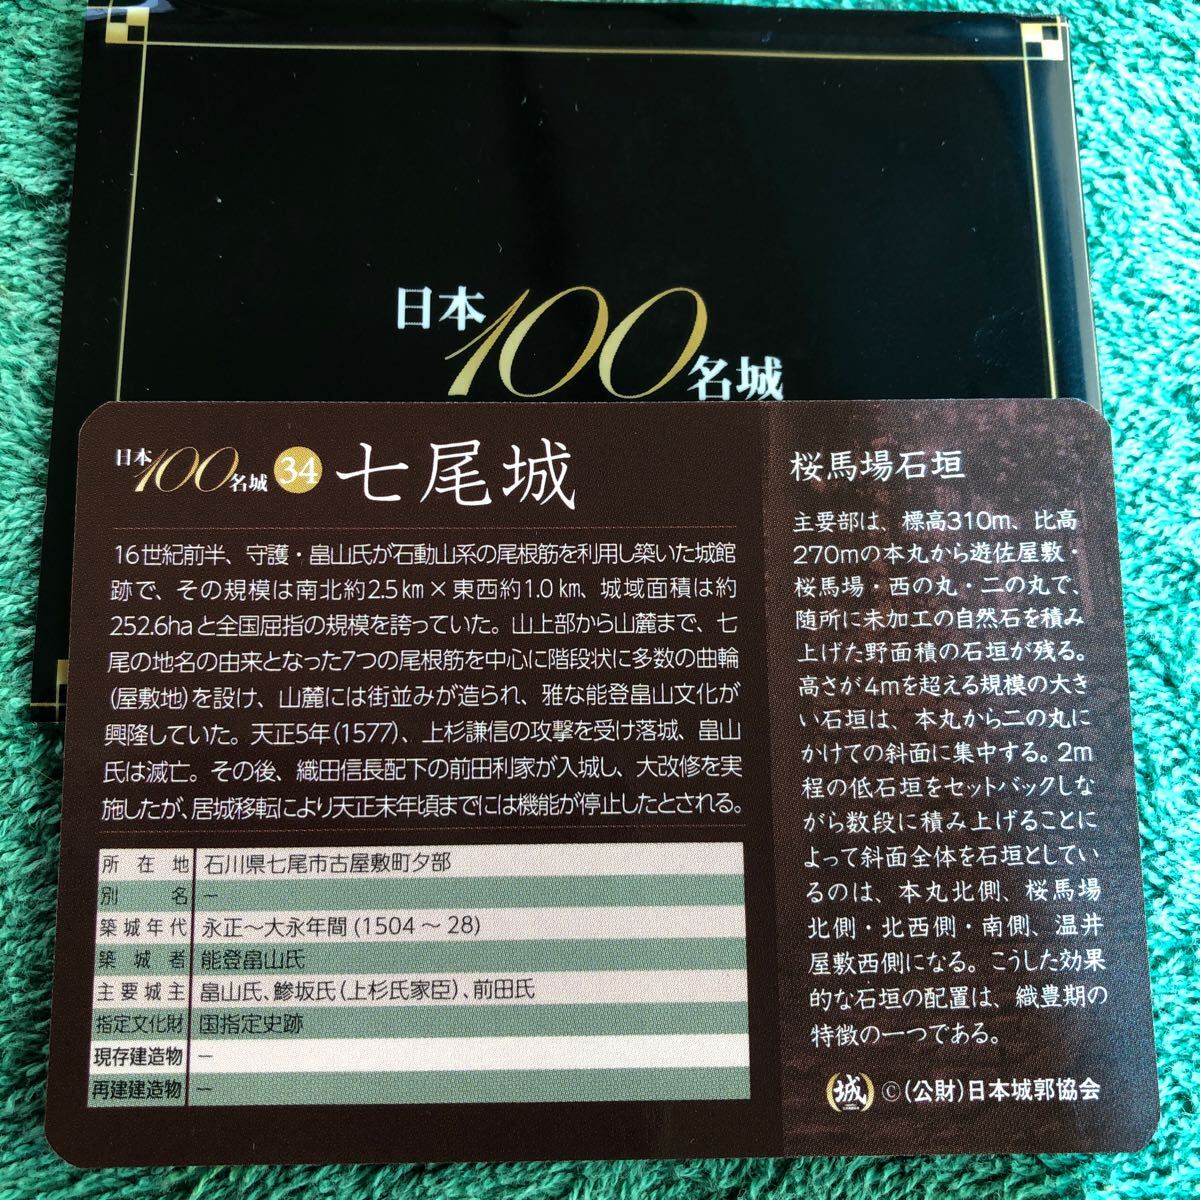 日本100名城
日本100名城 34 七尾城
16世紀前半、守護・畠山氏が石動山系の尾根筋を利用し築いた城館
跡で、その規模は南北約2.5km×東西約1.0km、城域面積は約
252.6haと全国屈指の規模を誇っていた。山上部から山麓まで、七
尾の地名の由来となった7つの尾根筋を中心に階段状に多数の曲輪
(屋敷地)を設け、山麓には街並みが造られ、雅な能登畠山文化が
興隆していた。天正5年(1577)、上杉謙信の攻撃を受け落城、畠山
氏は滅亡。その後、織田信長配下の前田利家が入城し、大改修を実
施したが、居城移転により天正末年頃までには機能が停止したとされる。
所在地 石川県七尾市古屋敷町夕部
別名 ―
築城年代 永正～大永年間(1504～28)
築城者 能登畠山氏
主要城主 畠山氏、鰺坂氏(上杉氏家臣)、前田氏
指定文化財 国指定史跡
現存建造物 ―
再建建造物 ―
桜馬場石垣
主要部は、標高310m、比高
270mの本丸から遊佐屋敷・
桜馬場・西の丸・二の丸で、
随所に未加工の自然石を積み
上げた野面積の石垣が残る。
高さが4mを超える規模の大き
い石垣は、本丸から二の丸に
かけての斜面に集中する。2m
程の低石垣をセットバックしな
がら数段に積み上げることに
よって斜面全体を石垣としてい
るのは、本丸北側、桜馬場
北側・北西側・南側、温井
屋敷西側になる。こうした効果
的な石垣の配置は、織豊期の
特徴の一つである。
城 ©(公財)日本城郭協会